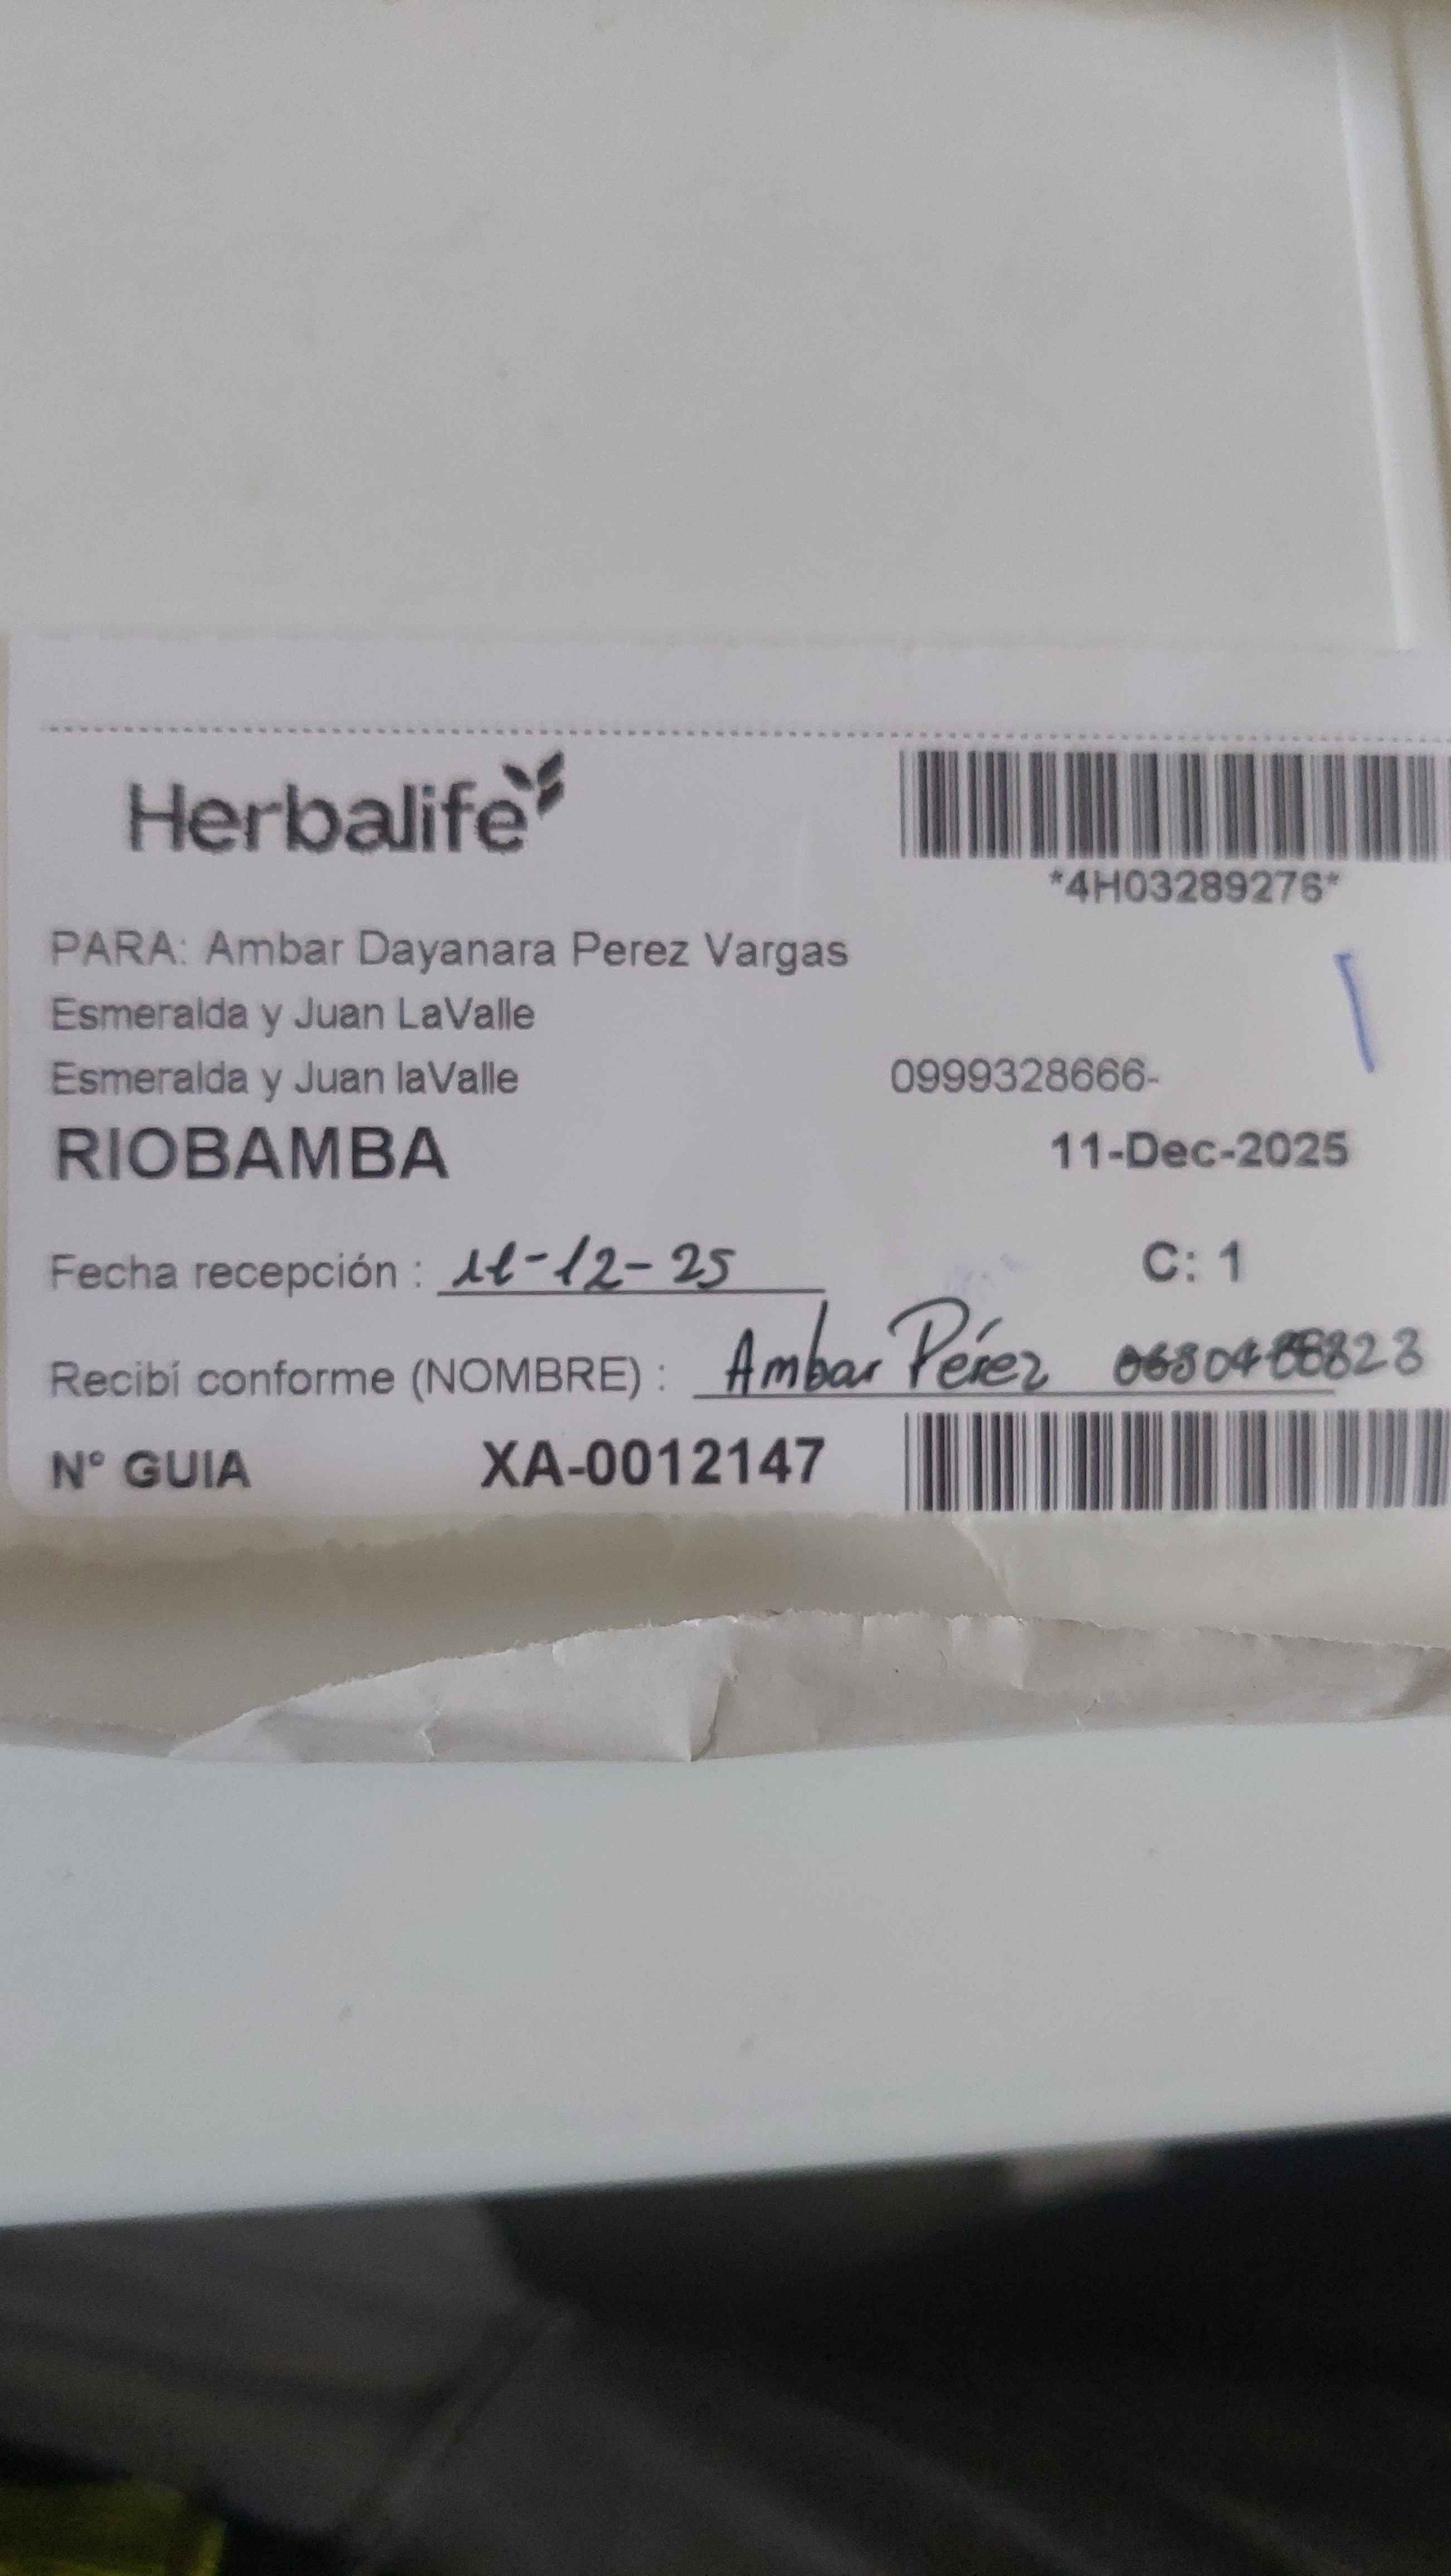 Herbalife
*4H03289276*
PARA: Ambar Dayanara Perez Vargas
Esmeralda y Juan LaValle
Esmeralda y Juan laValle 0999328666-
RIOBAMBA 11-Dec-2025
Fecha recepción : 11-12-25 C: 1
Recibí conforme (NOMBRE) : Ambar Pérez
N° GUIA XA-0012147